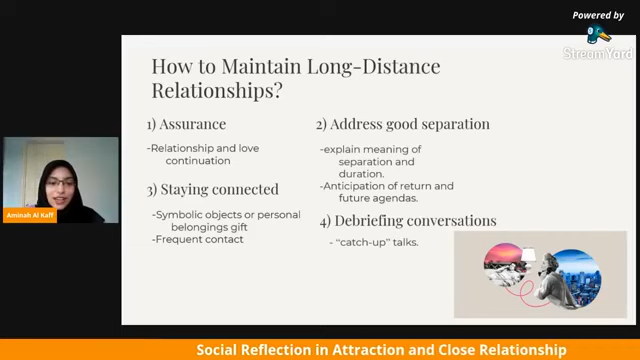 Powered by
StreamYard
How to Maintain Long-Distance
Relationships?
1) Assurance
-Relationship and love
continuation
3) Staying connected
-Symbolic objects or personal
belongings gift
-Frequent contact
2) Address good separation
-explain meaning of
separation and
duration.
-Anticipation of return and
future agendas.
4) Debriefing conversations
- “catch-up” talks.
Aminah Al Kaff
Social Reflection in Attraction and Close Relationship